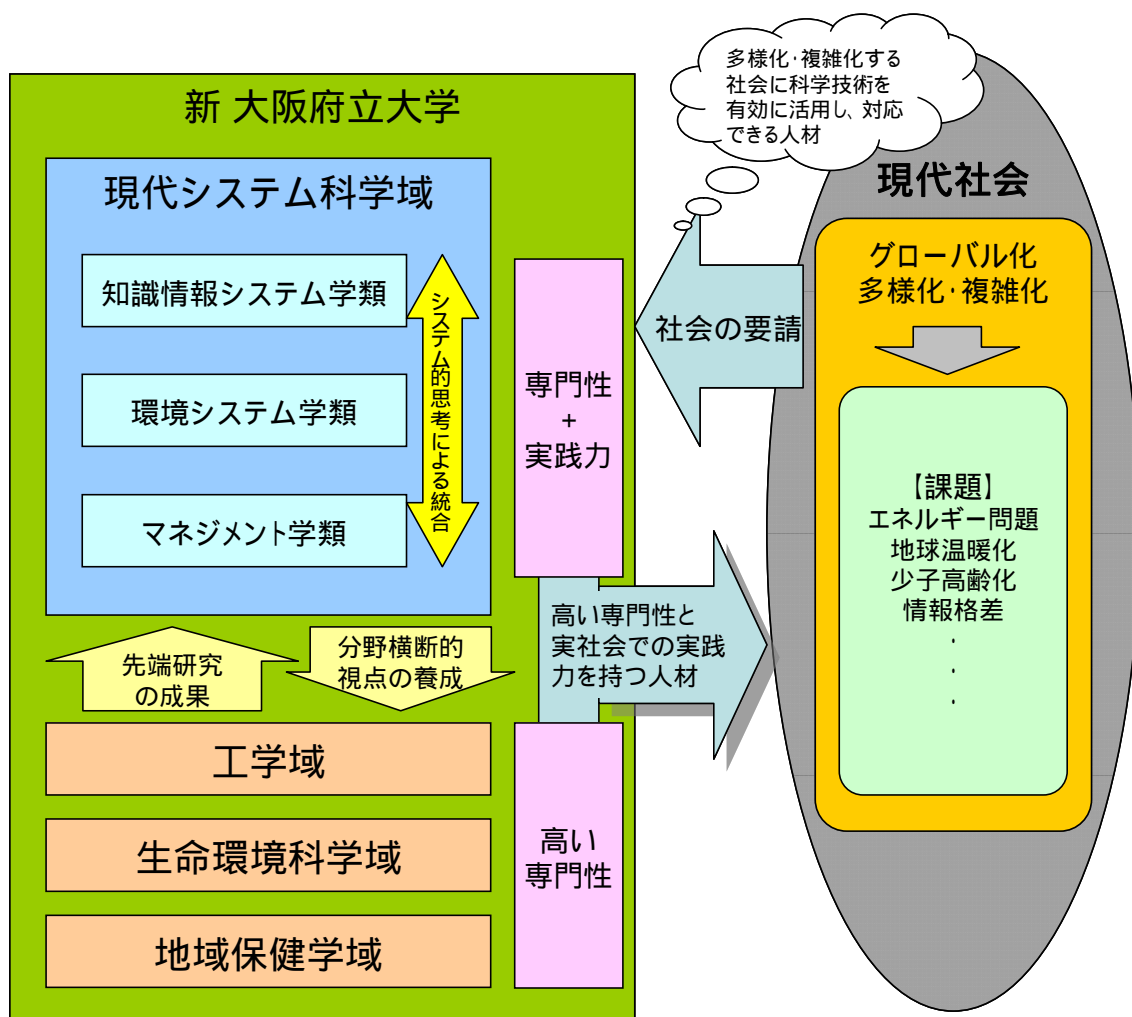 多様化・複雑化する
社会に科学技術を
有効に活用し、対応
できる人材
新 大阪府立大学
現代システム科学域
知識情報システム学類
環境システム学類
マネジメント学類
システム的思考による統合
専門性
+
実践力
社会の要請
現代社会
グローバル化
多様化・複雑化
【課題】
エネルギー問題
地球温暖化
少子高齢化
情報格差
・
・
・
高い専門性と
実社会での実践
力を持つ人材
先端研究
の成果
分野横断的
視点の養成
工学域
生命環境科学域
地域保健学域
高い
専門性